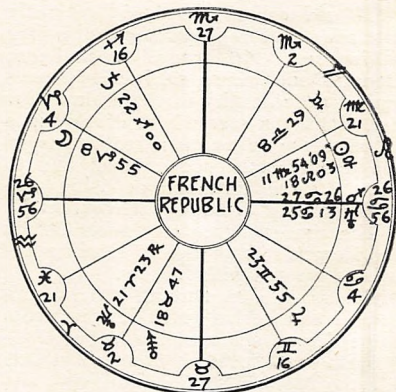 ♏
27
♐
16
♏
2
♍
21
♑
4
☽
8 ♑ 55
22 ♐ 00
8 ♎ 29
☿
11 ♍ 54' 09"
☉
18 ♌ 03
♀
♌
26
♑
56
FRENCH
REPUBLIC
27 ♋ 26 ♂
25 ♋ 13
26
♋
56
♒
♓
21
21 ♈ 23 ℞
18 ♉ 47
23 ♊ 55
♋
4
♈
♉
2
♉
27
♊
16